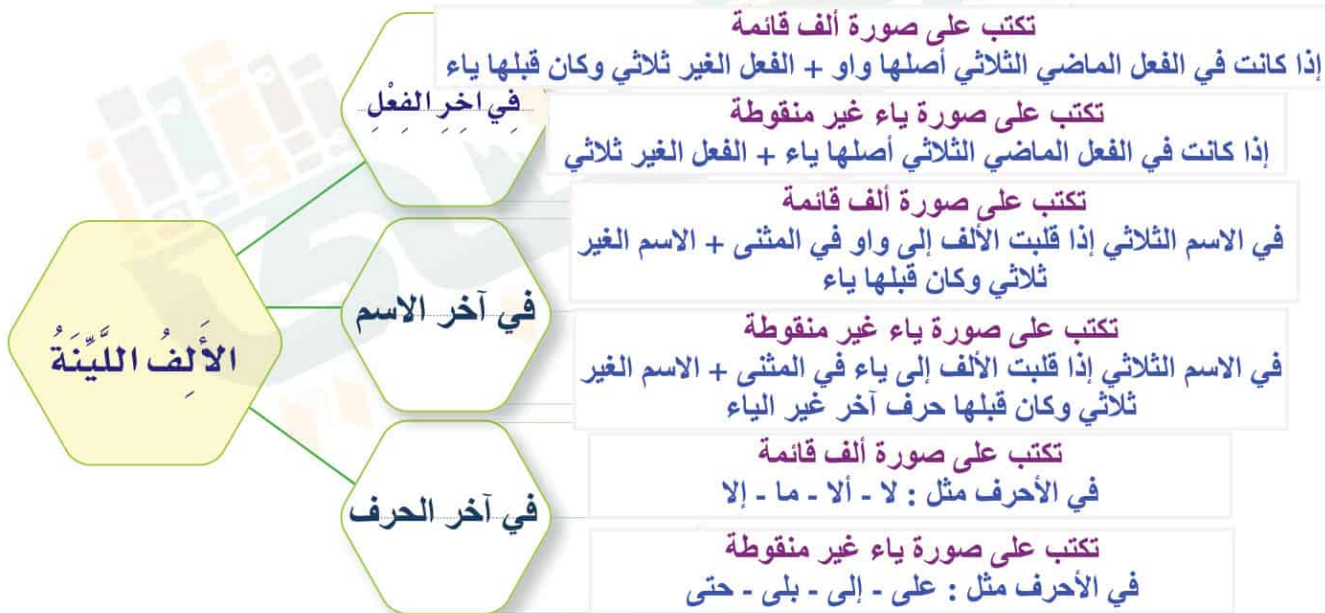 الأَلِفُ اللَّيِّنَةُ
فِي آخِرِ الفِعْلِ
تكتب على صورة ألف قائمة
إذا كانت في الفعل الماضي الثلاثي أصلها واو + الفعل الغير ثلاثي وكان قبلها ياء
تكتب على صورة ياء غير منقوطة
إذا كانت في الفعل الماضي الثلاثي أصلها ياء + الفعل الغير ثلاثي
في آخر الاسم
تكتب على صورة ألف قائمة
في الاسم الثلاثي إذا قلبت الألف إلى واو في المثنى + الاسم الغير
ثلاثي وكان قبلها ياء
تكتب على صورة ياء غير منقوطة
في الاسم الثلاثي إذا قلبت الألف إلى ياء في المثنى + الاسم الغير
ثلاثي وكان قبلها حرف آخر غير الياء
في آخر الحرف
تكتب على صورة ألف قائمة
في الأحرف مثل : لا - ألا - ما - إلا
تكتب على صورة ياء غير منقوطة
في الأحرف مثل : على - إلى - بلى - حتى